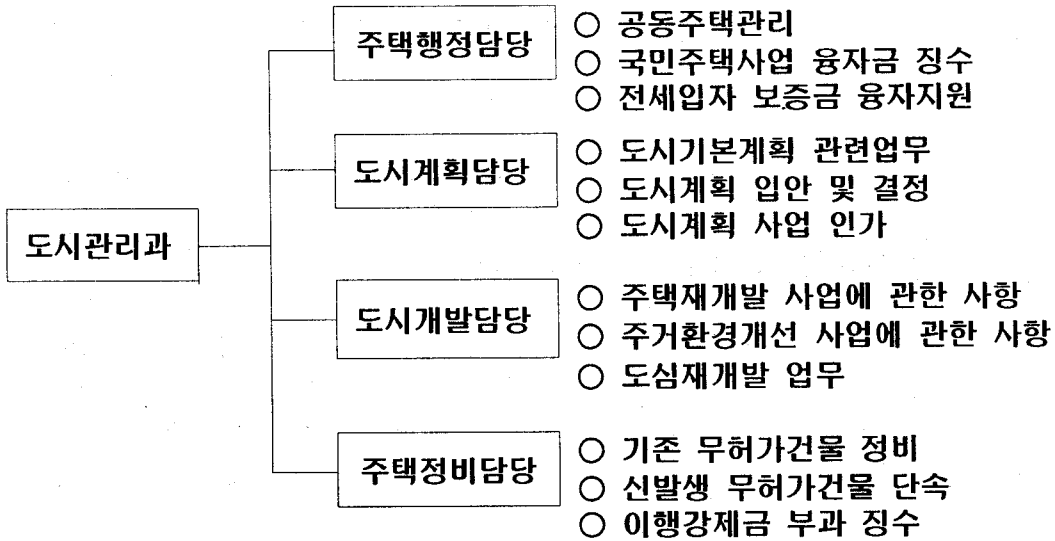 주택행정담당
○ 공동주택관리
○ 국민주택사업 융자금 징수
○ 전세입자 보증금 융자지원
도시계획담당
○ 도시기본계획 관련업무
○ 도시계획 입안 및 결정
○ 도시계획 사업 인가
도시관리과
도시개발담당
○ 주택재개발 사업에 관한 사항
○ 주거환경개선 사업에 관한 사항
○ 도심재개발 업무
주택정비담당
○ 기존 무허가건물 정비
○ 신발생 무허가건물 단속
○ 이행강제금 부과 징수